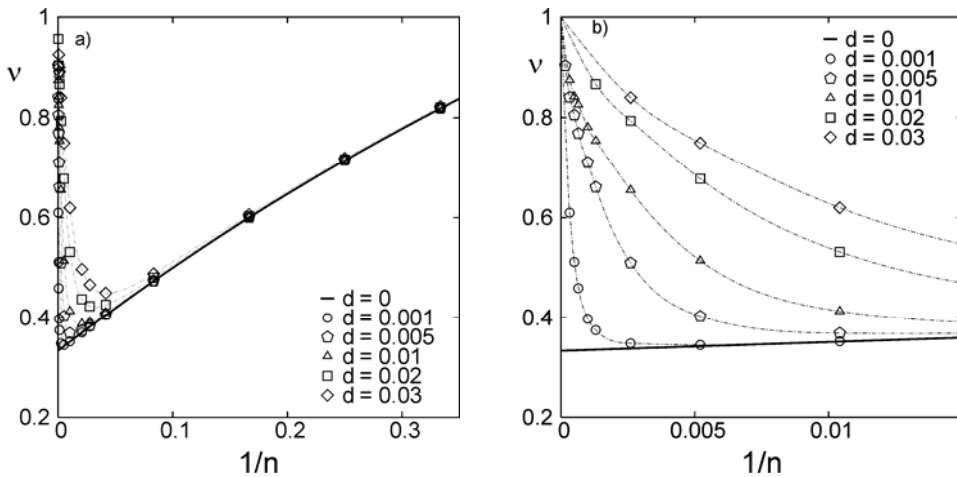 a)
ν
1
0.8
0.6
0.4
0.2
d = 0
d = 0.001
d = 0.005
d = 0.01
d = 0.02
d = 0.03
0 0.1 0.2 0.3
1/n
b)
ν
1
0.8
0.6
0.4
0.2
d = 0
d = 0.001
d = 0.005
d = 0.01
d = 0.02
d = 0.03
0 0.005 0.01
1/n